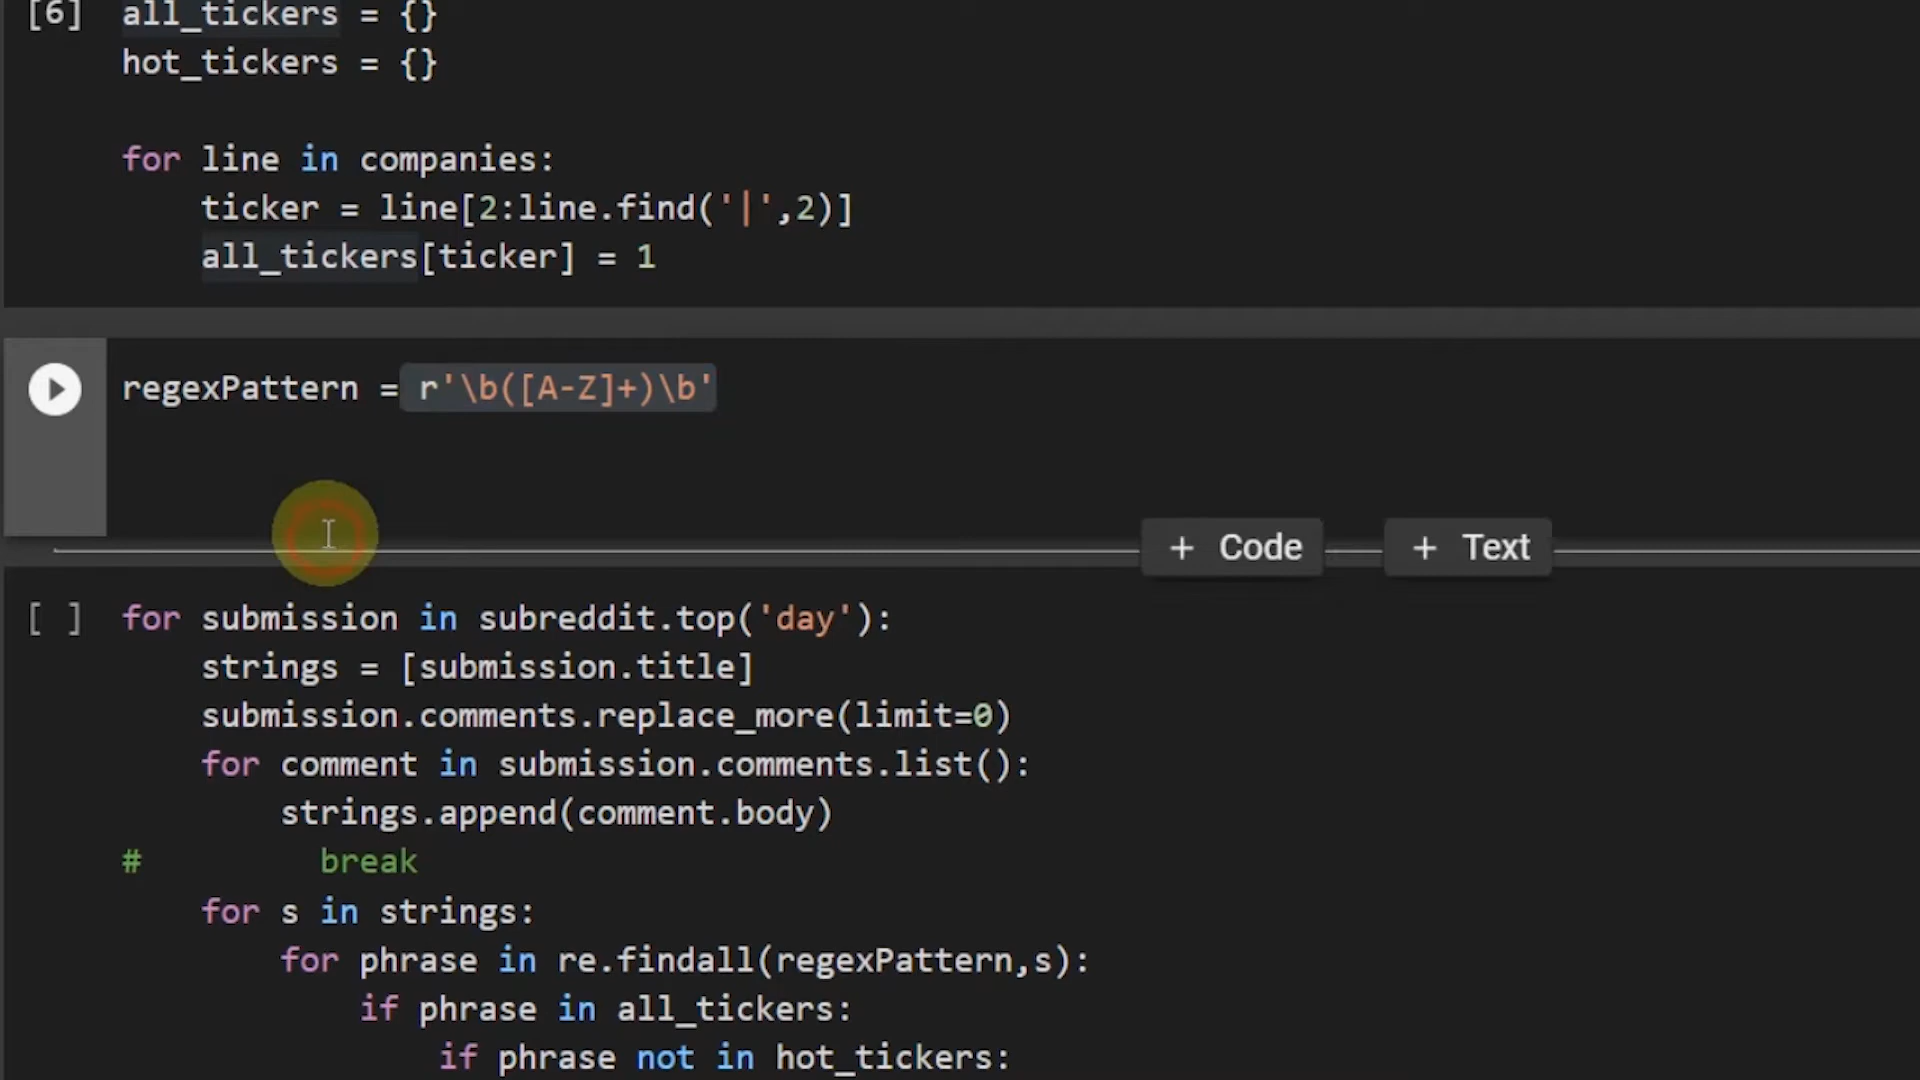 [6] all_tickers = {}
hot_tickers = {}
for line in companies:
ticker = line[2:line.find('|',2)]
all_tickers[ticker] = 1
regexPattern = r'\b([A-Z]+)\b'
+ Code + Text
[ ] for submission in subreddit.top('day'):
strings = [submission.title]
submission.comments.replace_more(limit=0)
for comment in submission.comments.list():
strings.append(comment.body)
# break
for s in strings:
for phrase in re.findall(regexPattern,s):
if phrase in all_tickers:
if phrase not in hot_tickers: